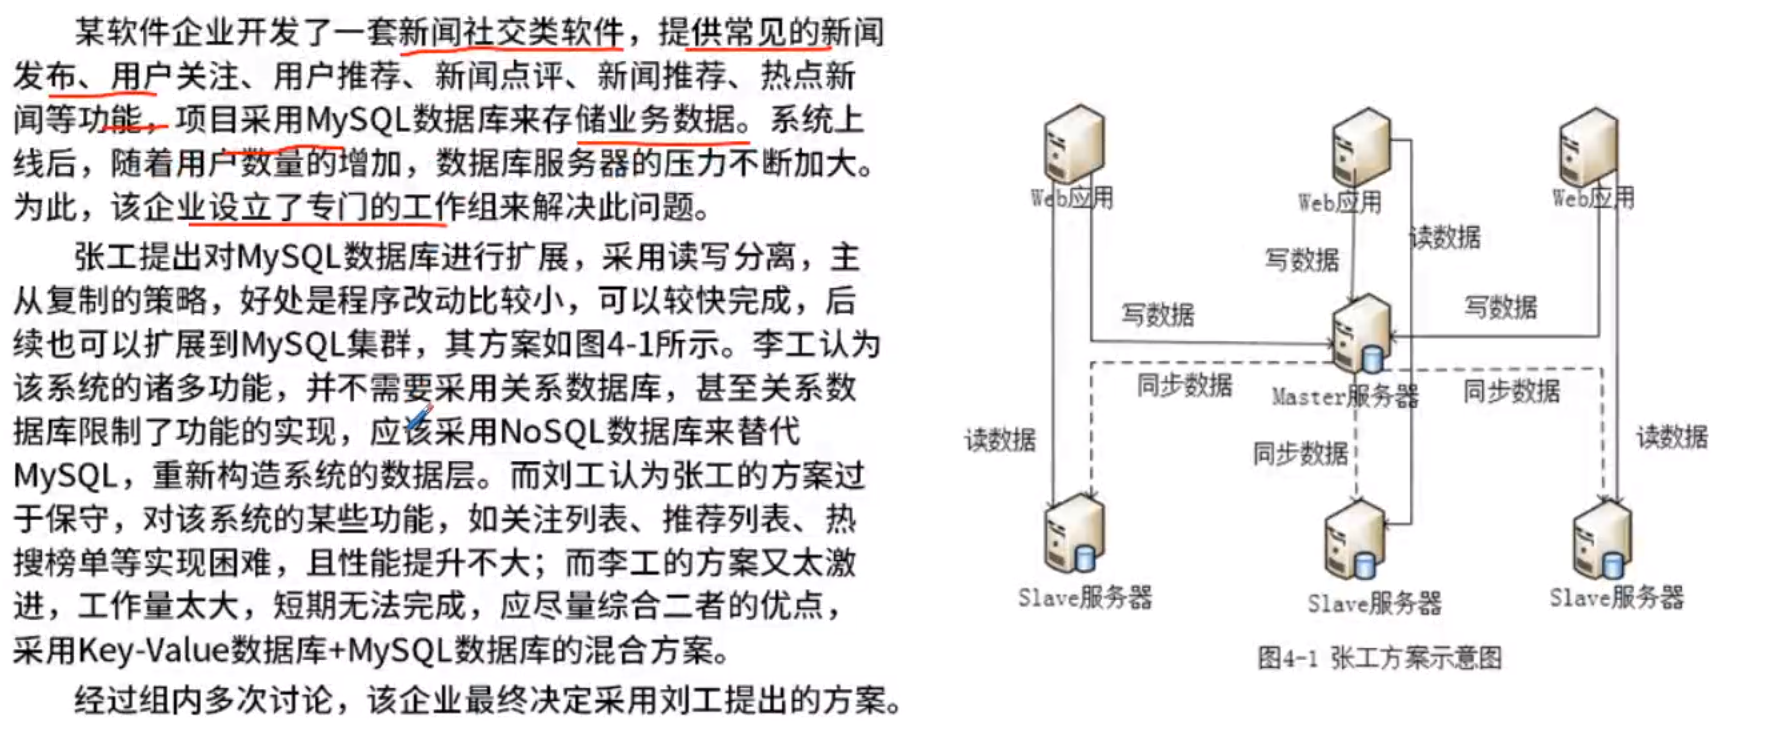 某软件企业开发了一套新闻社交类软件，提供常见的新闻
发布、用户关注、用户推荐、新闻点评、新闻推荐、热点新
闻等功能，项目采用MySQL数据库来存储业务数据。系统上
线后，随着用户数量的增加，数据库服务器的压力不断加大。
为此，该企业设立了专门的工作组来解决此问题。
张工提出对MySQL数据库进行扩展，采用读写分离，主
从复制的策略，好处是程序改动比较小，可以较快完成，后
续也可以扩展到MySQL集群，其方案如图4-1所示。李工认为
该系统的诸多功能，并不需要采用关系数据库，甚至关系数
据库限制了功能的实现，应该采用NoSQL数据库来替代
MySQL，重新构造系统的数据层。而刘工认为张工的方案过
于保守，对该系统的某些功能，如关注列表、推荐列表、热
搜榜单等实现困难，且性能提升不大；而李工的方案又太激
进，工作量太大，短期无法完成，应尽量综合二者的优点，
采用Key-Value数据库+MySQL数据库的混合方案。
经过组内多次讨论，该企业最终决定采用刘工提出的方案。
Web应用
Web应用
Web应用
读数据
写数据
写数据
写数据
同步数据
Master服务器
同步数据
读数据
同步数据
读数据
Slave服务器
Slave服务器
Slave服务器
图4-1 张工方案示意图